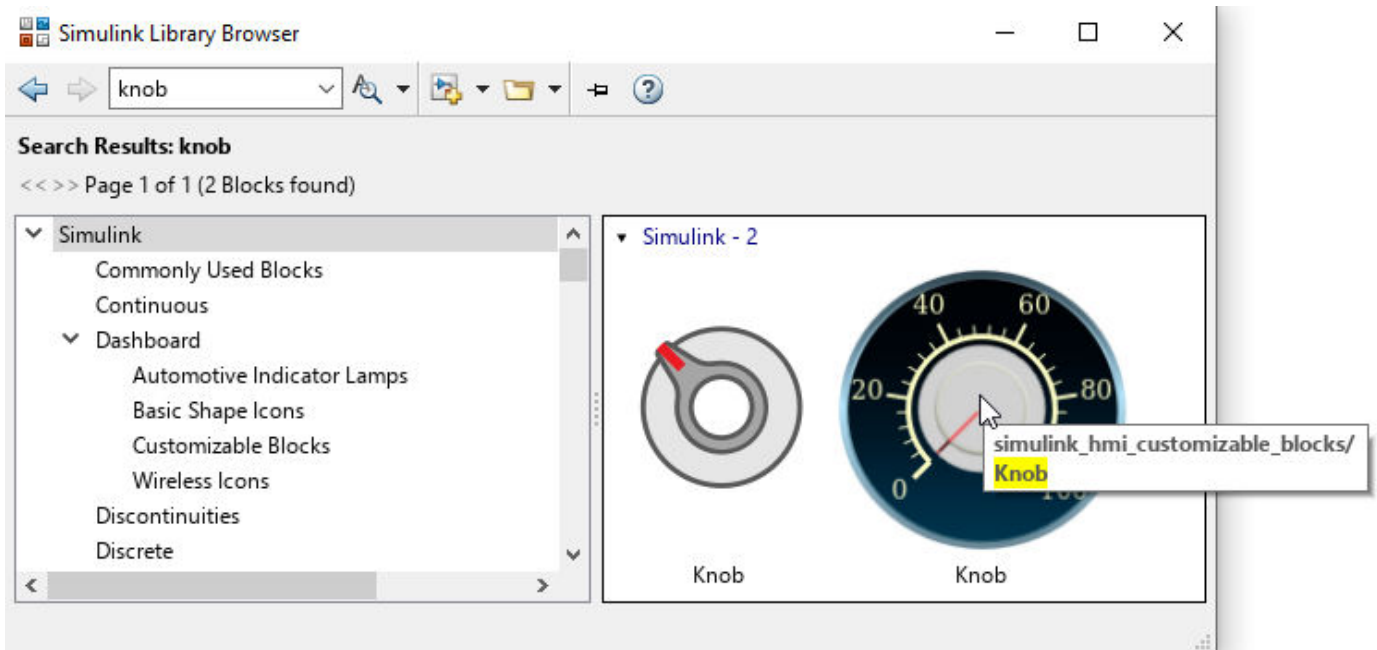 Simulink Library Browser
knob
Search Results: knob
<< >> Page 1 of 1 (2 Blocks found)
Simulink
Commonly Used Blocks
Continuous
Dashboard
Automotive Indicator Lamps
Basic Shape Icons
Customizable Blocks
Wireless Icons
Discontinuities
Discrete
Simulink - 2
40 60
20 80
0 100
simulink_hmi_customizable_blocks/
Knob
Knob Knob